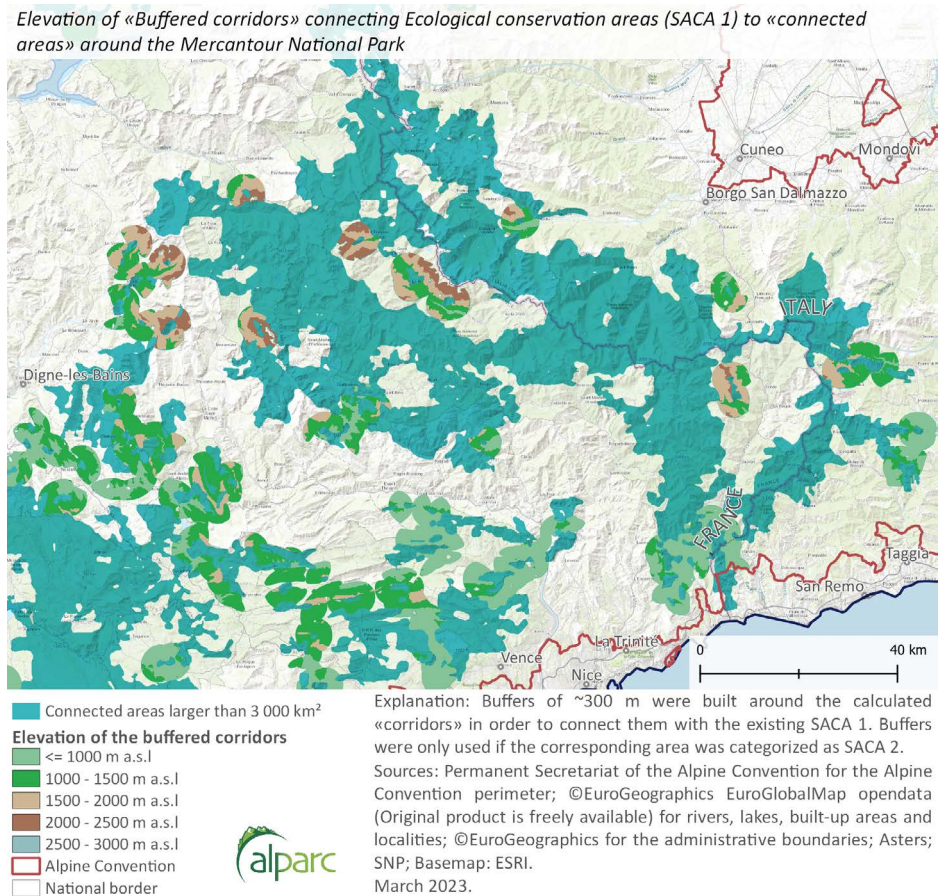 Elevation of «Buffered corridors» connecting Ecological conservation areas (SACA 1) to «connected
areas» around the Mercantour National Park
Cuneo
Mondovì
Borgo San Dalmazzo
ITALY
Digne-les-Bains
FRANCE
Taggia
San Remo
La Trinité
Vence
Nice
0
40 km
Connected areas larger than 3 000 km²
Elevation of the buffered corridors
<= 1000 m a.s.l
1000 - 1500 m a.s.l
1500 - 2000 m a.s.l
2000 - 2500 m a.s.l
2500 - 3000 m a.s.l
Alpine Convention
National border
alparc
Explanation: Buffers of ~300 m were built around the calculated
«corridors» in order to connect them with the existing SACA 1. Buffers
were only used if the corresponding area was categorized as SACA 2.
Sources: Permanent Secretariat of the Alpine Convention for the Alpine
Convention perimeter; ©EuroGeographics EuroGlobalMap opendata
(Original product is freely available) for rivers, lakes, built-up areas and
localities; ©EuroGeographics for the administrative boundaries; Asters;
SNP; Basemap: ESRI.
March 2023.